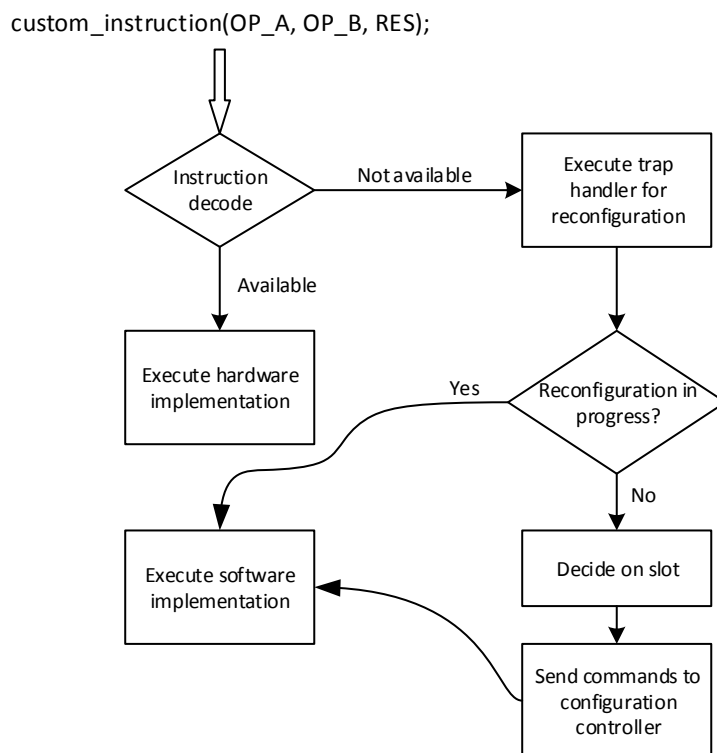 custom_instruction(OP_A, OP_B, RES);
Instruction
decode
Not available
Execute trap
handler for
reconfiguration
Available
Execute hardware
implementation
Yes
Reconfiguration in
progress?
No
Execute software
implementation
Decide on slot
Send commands to
configuration
controller